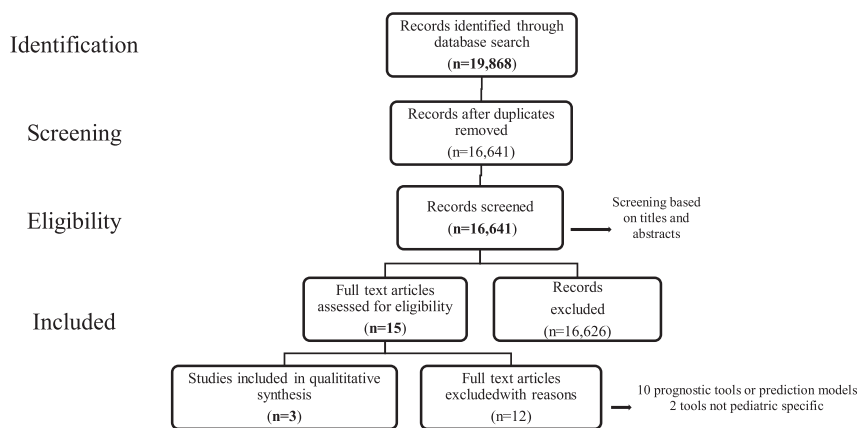 Identification
Records identified through
database search
(n=19,868)
Screening
Records after duplicates
removed
(n=16,641)
Eligibility
Records screened
(n=16,641)
Screening based
on titles and
abstracts
Included
Full text articles
assessed for eligibility
(n=15)
Records
excluded
(n=16,626)
Studies included in qualititative
synthesis
(n=3)
Full text articles
excludedwith reasons
(n=12)
10 prognostic tools or prediction models
2 tools not pediatric specific